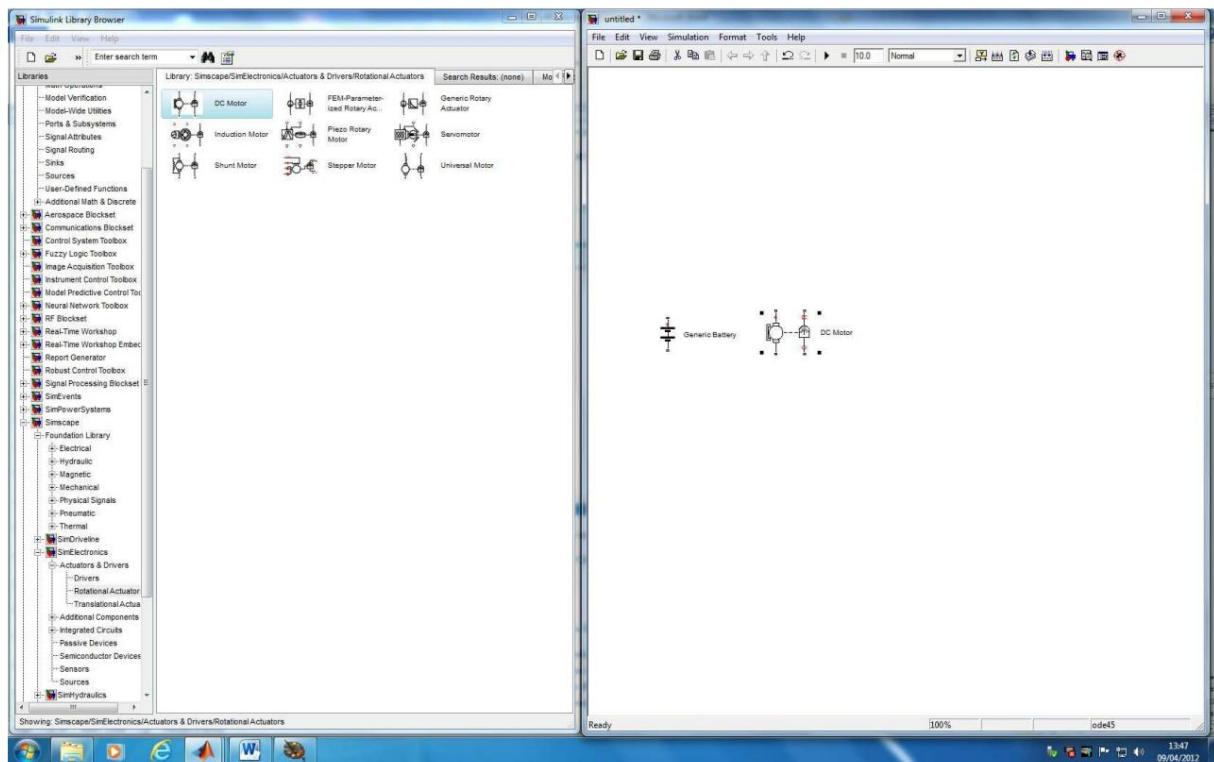 Simulink Library Browser
File Edit View Help
» Enter search term
Libraries
Library: Simscape/SimElectronics/Actuators & Drivers/Rotational Actuators
Search Results: (none)
Mo
Model Verification
Model-Wide Utilities
Ports & Subsystems
Signal Attributes
Signal Routing
Sinks
Sources
User-Defined Functions
Additional Math & Discrete
Aerospace Blockset
Communications Blockset
Control System Toolbox
Fuzzy Logic Toolbox
Image Acquisition Toolbox
Instrument Control Toolbox
Model Predictive Control Too
Neural Network Toolbox
RF Blockset
Real-Time Workshop
Real-Time Workshop Embec
Report Generator
Robust Control Toolbox
Signal Processing Blockset
SimEvents
SimPowerSystems
Simscape
Foundation Library
Electrical
Hydraulic
Magnetic
Mechanical
Physical Signals
Pneumatic
Thermal
SimDriveline
SimElectronics
Actuators & Drivers
Drivers
Rotational Actuator
Translational Actua
Additional Components
Integrated Circuits
Passive Devices
Semiconductor Devices
Sensors
Sources
SimHydraulics
DC Motor
FEM-Parameter-
ized Rotary Ac...
Generic Rotary
Actuator
Induction Motor
Piezo Rotary
Motor
Servomotor
Shunt Motor
Stepper Motor
Universal Motor
Showing: Simscape/SimElectronics/Actuators & Drivers/Rotational Actuators
untitled *
File Edit View Simulation Format Tools Help
10.0 Normal
Generic Battery
DC Motor
Ready 100% ode45
13:47
09/04/2012